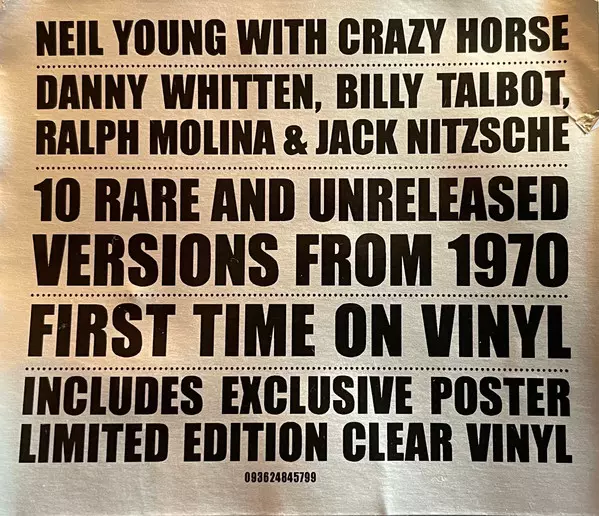 NEIL YOUNG WITH CRAZY HORSE
DANNY WHITTEN, BILLY TALBOT,
RALPH MOLINA & JACK NITZSCHE
10 RARE AND UNRELEASED
VERSIONS FROM 1970
FIRST TIME ON VINYL
INCLUDES EXCLUSIVE POSTER
LIMITED EDITION CLEAR VINYL
093624845799